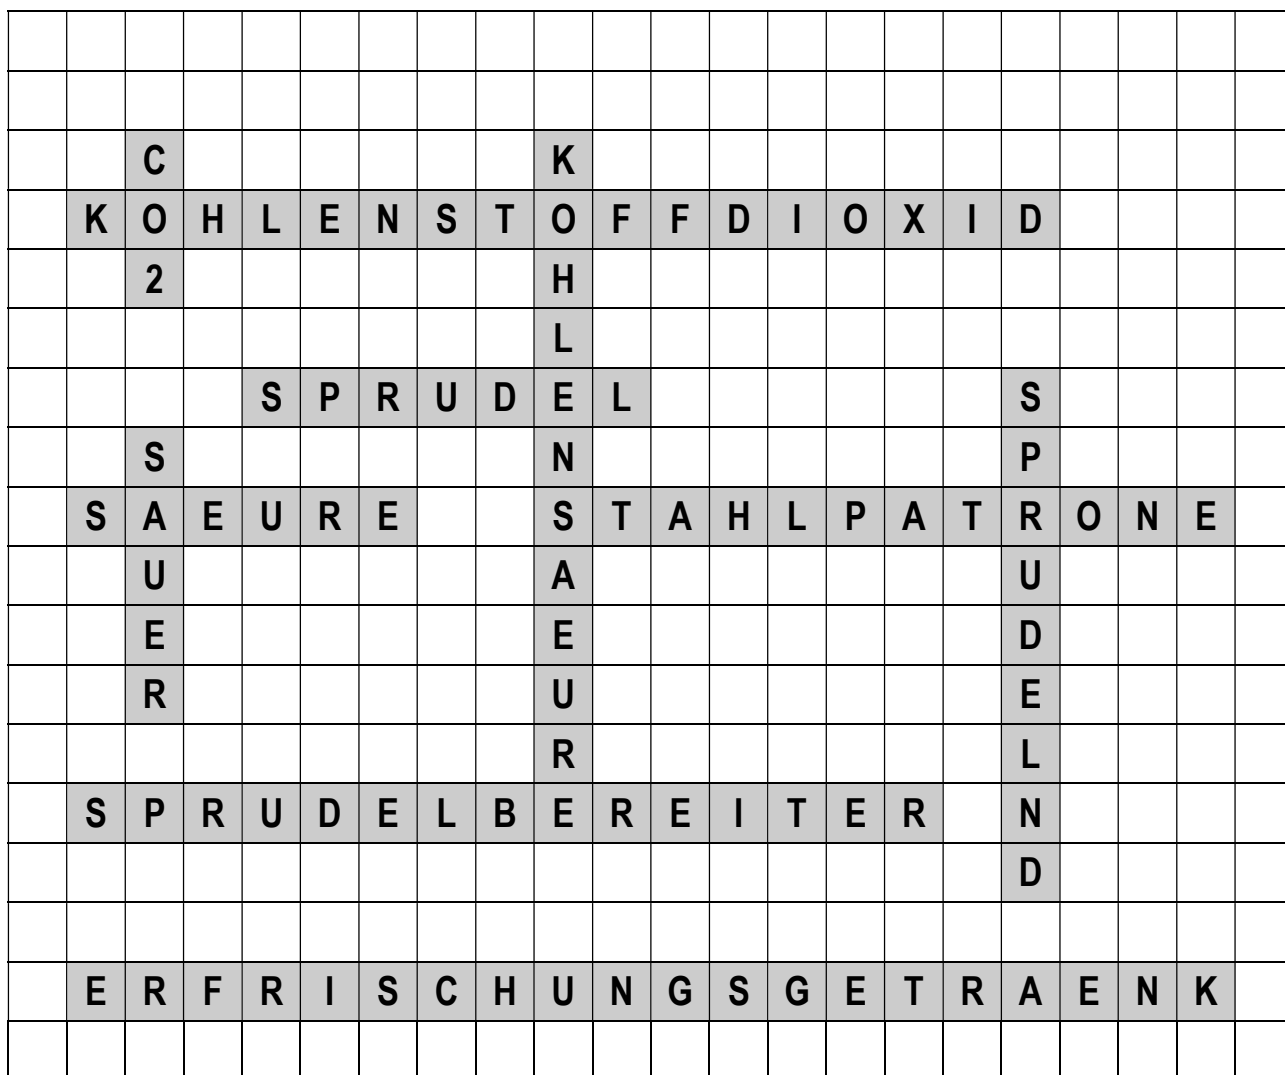 C K
KOHLENSTOFFDIOXID
2 H
L
SPRUDEL S
S N P
SAEURE STAHLPATRONE
U A U
E E D
R U E
R L
SPRUDELBEREITER N
D
ERFRISCHUNGSGETRAENK